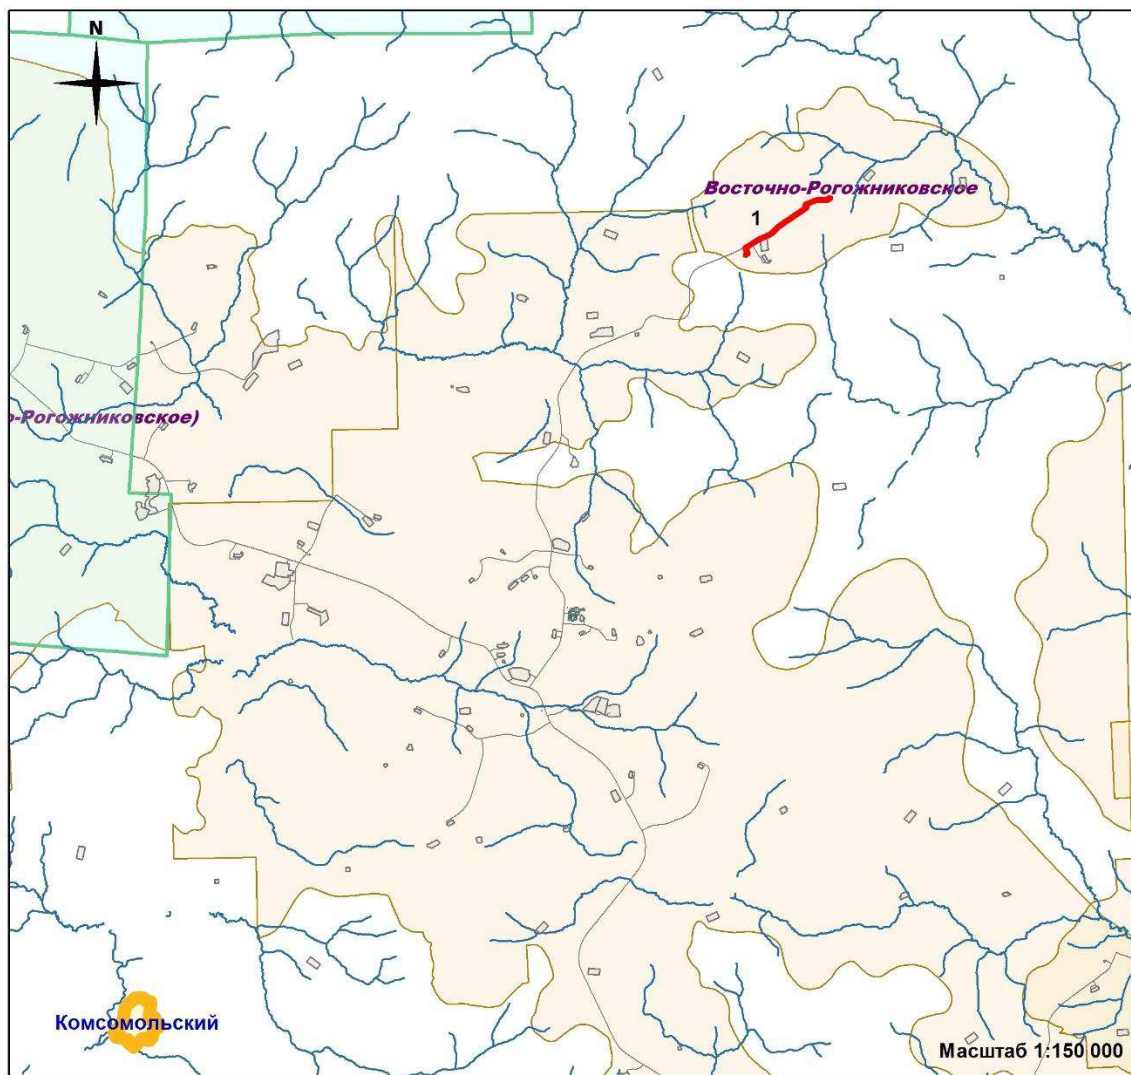 N
Восточно-Рогожниковское
1
о-Рогожниковское)
Комсомольский
Масштаб 1:150 000